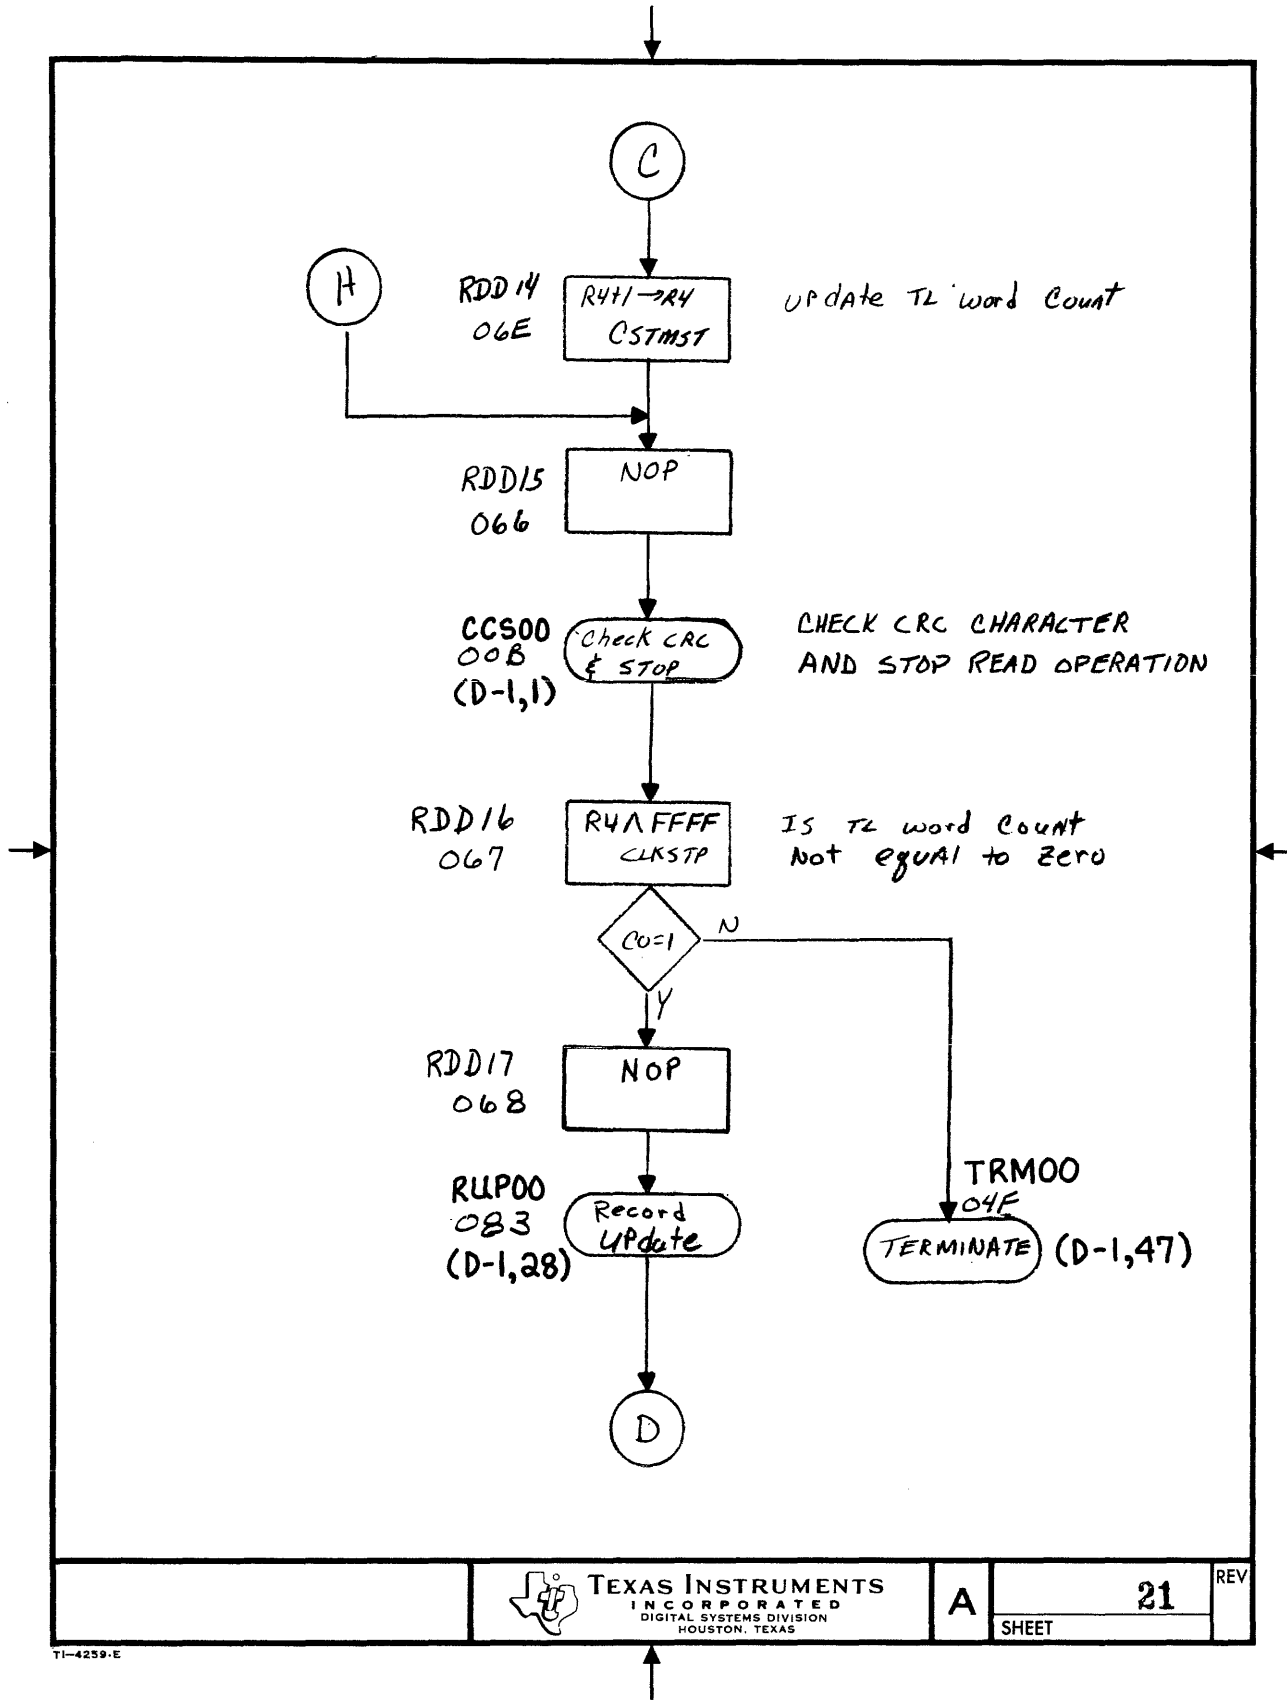 C
H
RDD14
06E
R4+1→R4
CSTMST
UPdAte TL word Count
RDD15
066
NOP
CCS00
00B
(D-1,1)
Check CRC
& STOP
CHECK CRC CHARACTER
AND STOP READ OPERATION
RDD16
067
R4∧FFFF
CLKSTP
Is TL word Count
Not equAl to Zero
CO=1
N
Y
RDD17
068
NOP
RUP00
083
(D-1,28)
Record
UPdate
TRM00
04F
TERMINATE
(D-1,47)
D
TEXAS INSTRUMENTS
INCORPORATED
DIGITAL SYSTEMS DIVISION
HOUSTON, TEXAS
A
21
SHEET
REV
TI-4259-E